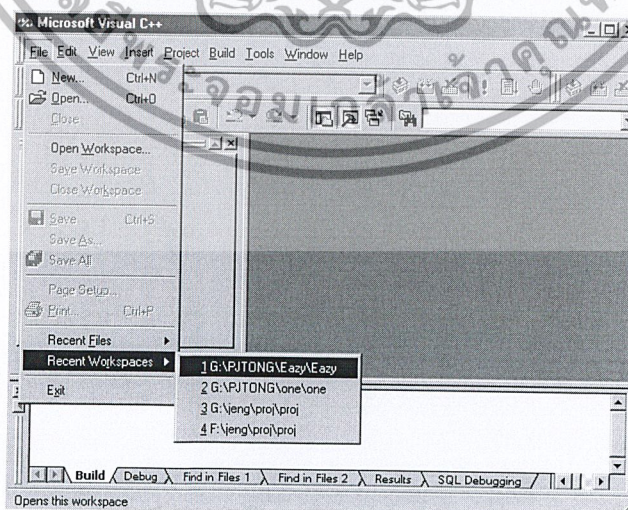 Microsoft Visual C++
File Edit View Insert Project Build Tools Window Help
New... Ctrl+N
Open... Ctrl+O
Close
Open Workspace...
Save Workspace
Close Workspace
Save Ctrl+S
Save As...
Save All
Page Setup...
Print... Ctrl+P
Recent Files
Recent Workspaces
1 G:\PJTONG\Eazy\Eazy
2 G:\PJTONG\one\one
3 G:\jeng\proj\proj
4 F:\jeng\proj\proj
Exit
Build Debug Find in Files 1 Find in Files 2 Results SQL Debugging
Opens this workspace